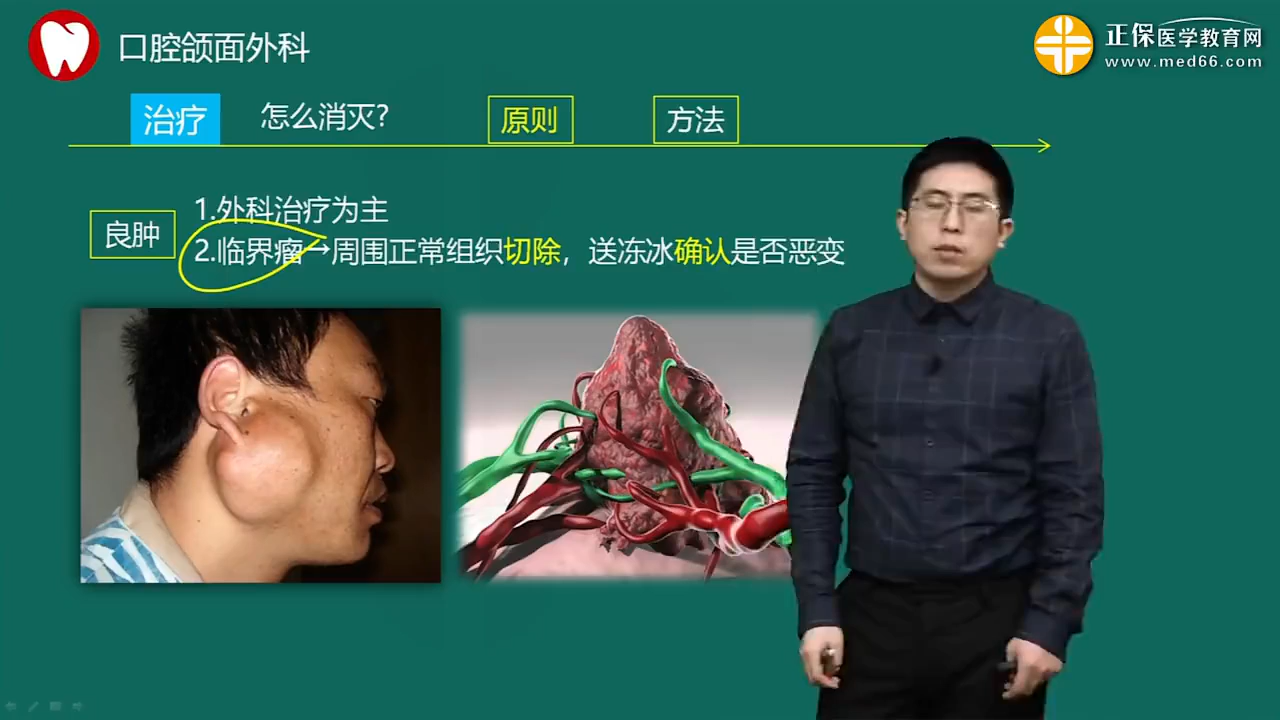 口腔颌面外科
正保医学教育网
www.med66.com
治疗 怎么消灭? 原则 方法
良肿
1.外科治疗为主
2.临界瘤→周围正常组织切除，送冻冰确认是否恶变